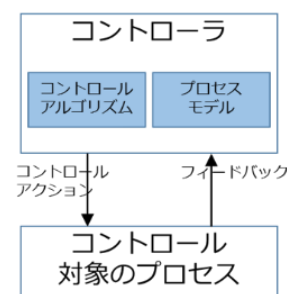 コントローラ
コントロール
アルゴリズム
プロセス
モデル
コントロール
アクション
フィードバック
コントロール
対象のプロセス